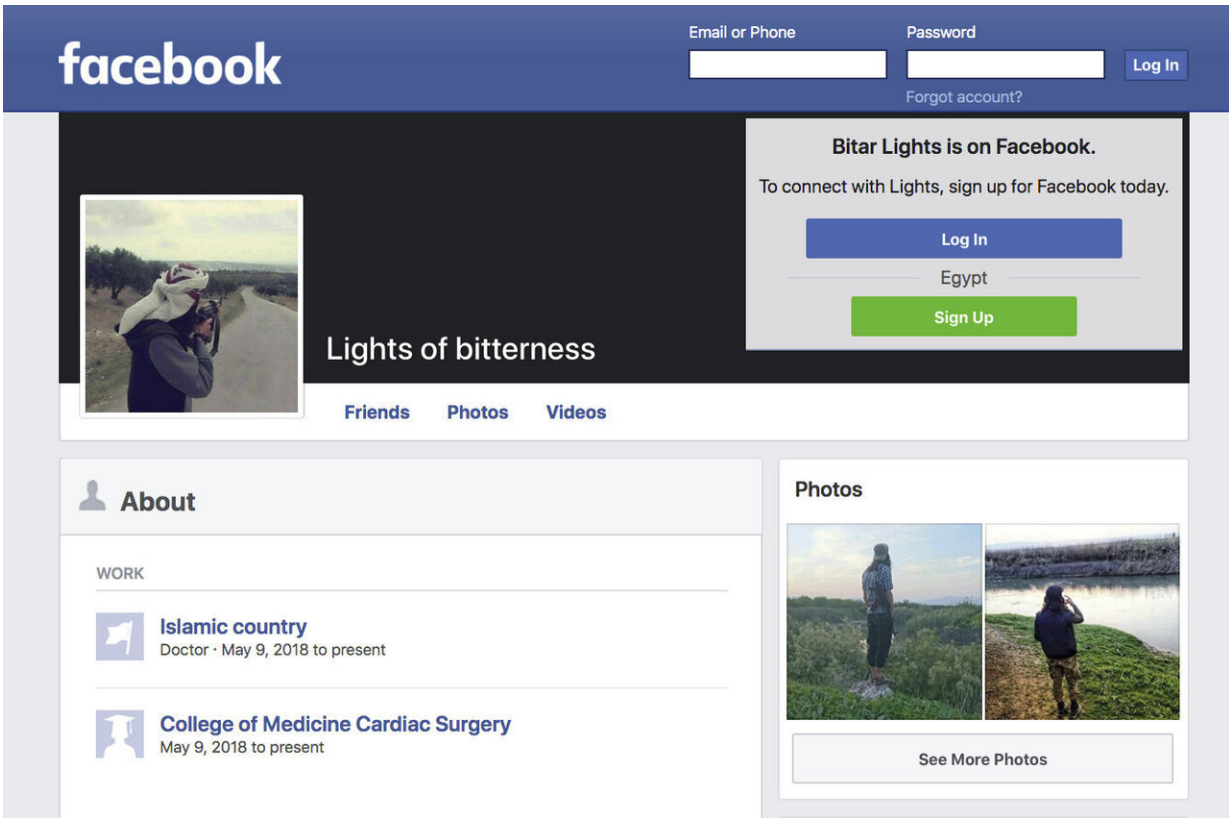 facebook
Email or Phone
Password
Log In
Forgot account?
Bitar Lights is on Facebook.
To connect with Lights, sign up for Facebook today.
Log In
Egypt
Sign Up
Lights of bitterness
Friends Photos Videos
About
WORK
Islamic country
Doctor · May 9, 2018 to present
College of Medicine Cardiac Surgery
May 9, 2018 to present
Photos
See More Photos